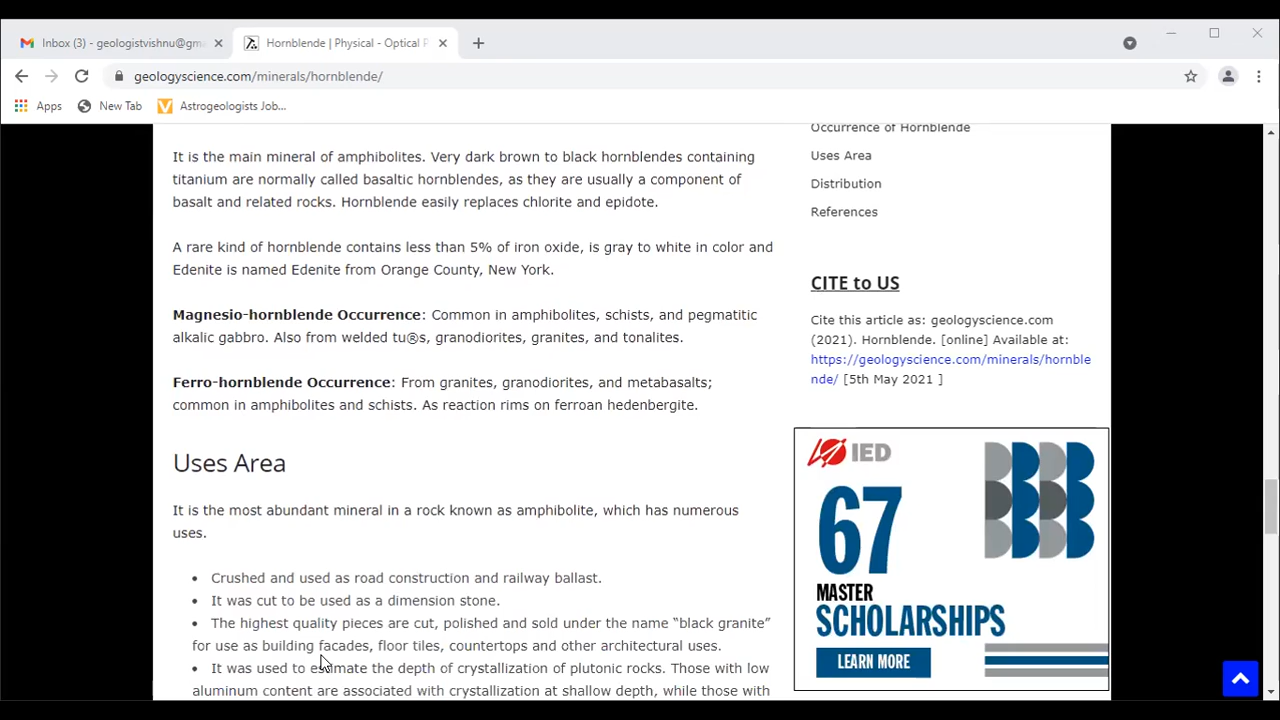 Inbox (3) - geologistvishnu@gma
Hornblende | Physical - Optical P
geologyscience.com/minerals/hornblende/
Apps
New Tab
Astrogeologists Job...
It is the main mineral of amphibolites. Very dark brown to black hornblendes containing
titanium are normally called basaltic hornblendes, as they are usually a component of
basalt and related rocks. Hornblende easily replaces chlorite and epidote.
A rare kind of hornblende contains less than 5% of iron oxide, is gray to white in color and
Edenite is named Edenite from Orange County, New York.
Magnesio-hornblende Occurrence: Common in amphibolites, schists, and pegmatitic
alkalic gabbro. Also from welded tu®s, granodiorites, granites, and tonalites.
Ferro-hornblende Occurrence: From granites, granodiorites, and metabasalts;
common in amphibolites and schists. As reaction rims on ferroan hedenbergite.
Uses Area
It is the most abundant mineral in a rock known as amphibolite, which has numerous
uses.
• Crushed and used as road construction and railway ballast.
• It was cut to be used as a dimension stone.
• The highest quality pieces are cut, polished and sold under the name “black granite”
for use as building facades, floor tiles, countertops and other architectural uses.
• It was used to estimate the depth of crystallization of plutonic rocks. Those with low
aluminum content are associated with crystallization at shallow depth, while those with
Occurrence of Hornblende
Uses Area
Distribution
References
CITE to US
Cite this article as: geologyscience.com
(2021). Hornblende. [online] Available at:
https://geologyscience.com/minerals/hornble
nde/ [5th May 2021 ]
IED
67
MASTER
SCHOLARSHIPS
LEARN MORE